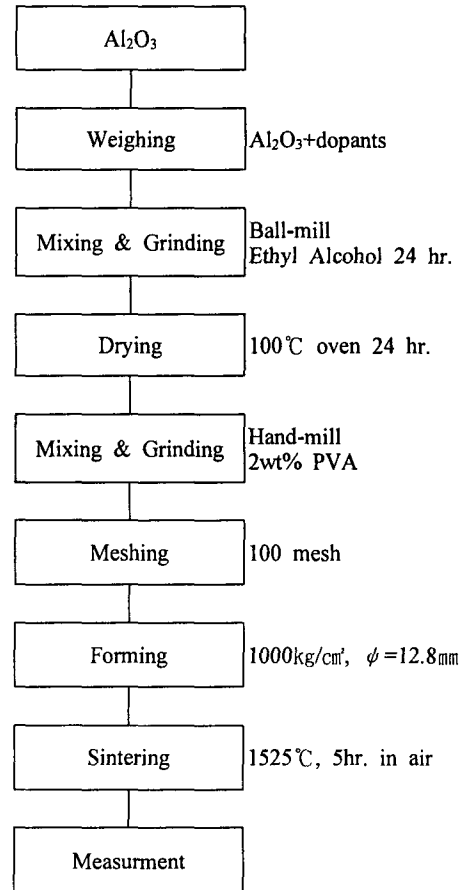 Al₂O₃
Weighing
Al₂O₃+dopants
Mixing & Grinding
Ball-mill
Ethyl Alcohol 24 hr.
Drying
100℃ oven 24 hr.
Mixing & Grinding
Hand-mill
2wt% PVA
Meshing
100 mesh
Forming
1000kg/㎠, ψ=12.8㎜
Sintering
1525℃, 5hr. in air
Measurment